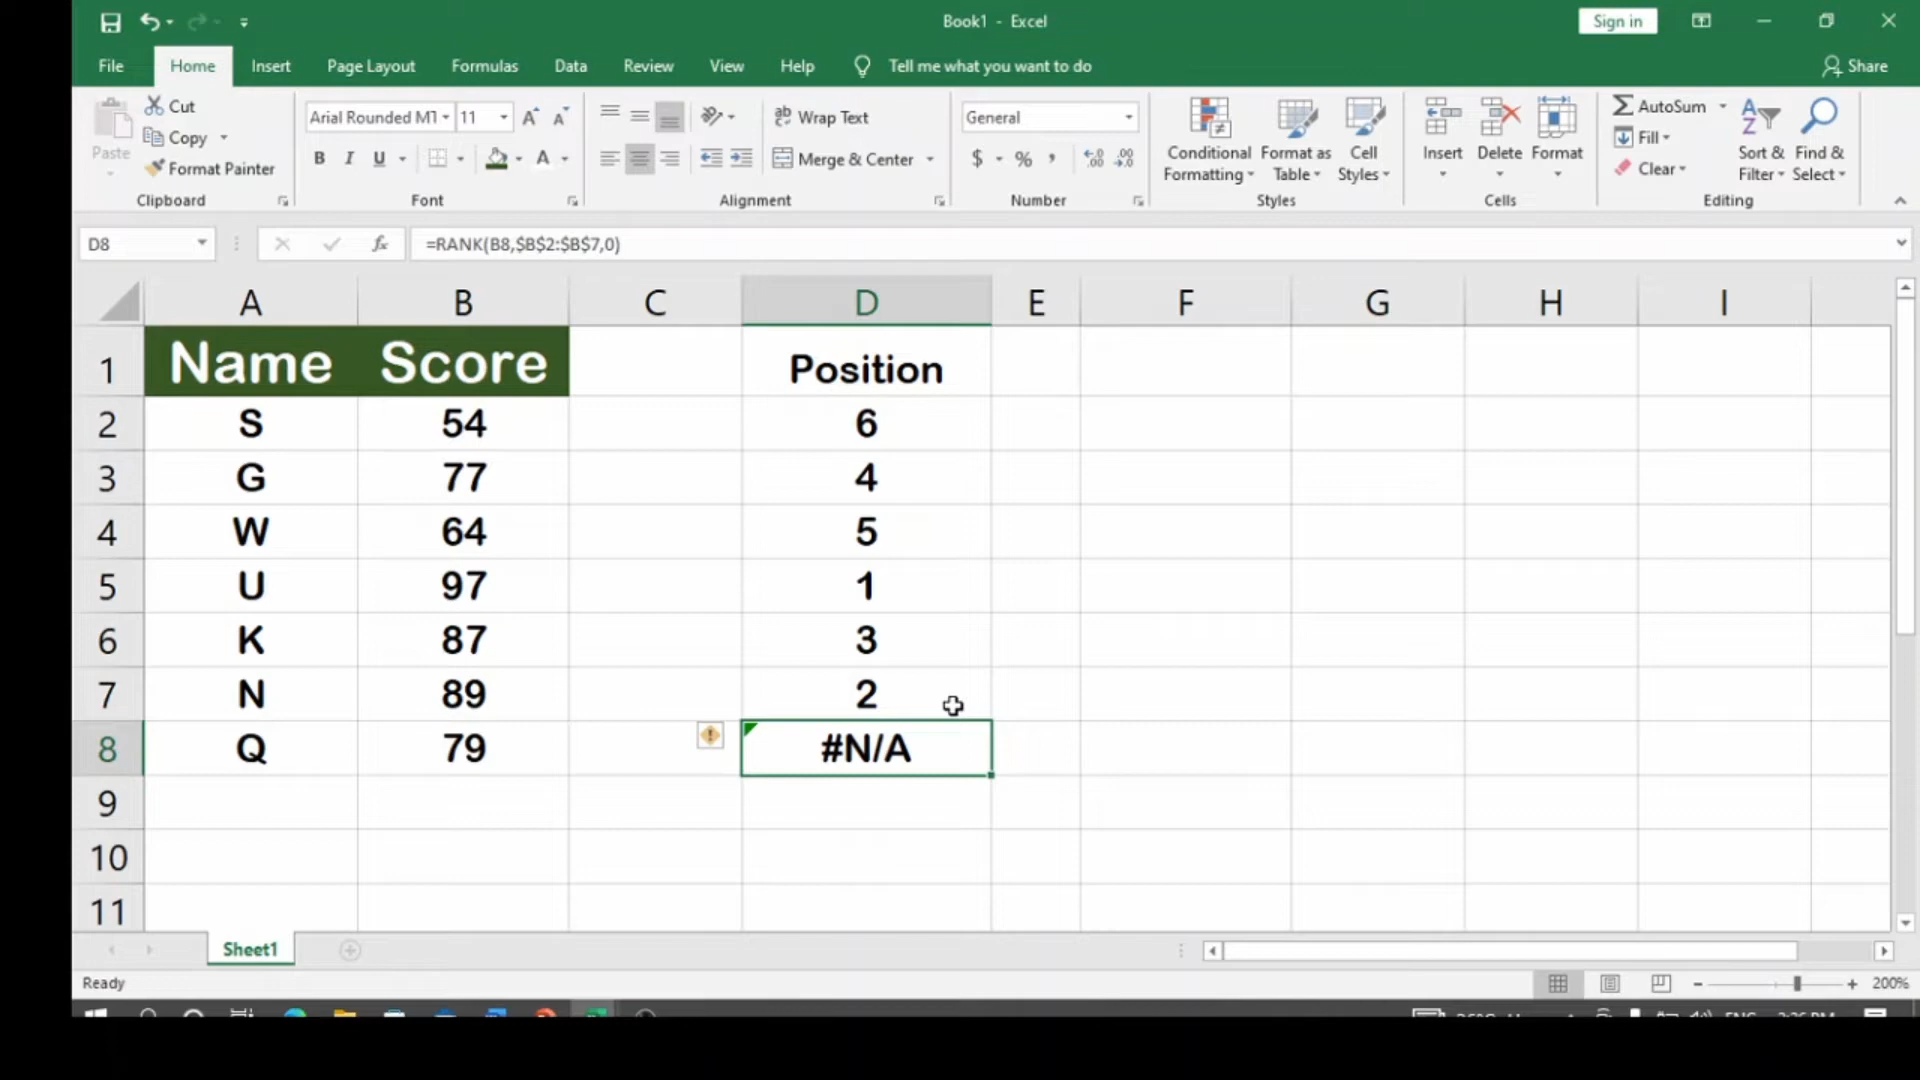 Book1 - Excel
Sign in
File Home Insert Page Layout Formulas Data Review View Help Tell me what you want to do Share
Paste
Cut
Copy
Format Painter
Clipboard
Arial Rounded MT 11
B I U
Font
Wrap Text
Merge & Center
Alignment
General
$ % ,
Number
Conditional Formatting
Format as Table
Cell Styles
Styles
Insert Delete Format
Cells
AutoSum
Fill
Clear
Sort & Filter
Find & Select
Editing
D8 fx =RANK(B8,$B$2:$B$7,0)
A B C D E F G H I
1 Name Score Position
2 S 54 6
3 G 77 4
4 W 64 5
5 U 97 1
6 K 87 3
7 N 89 2
8 Q 79 #N/A
9
10
11
Sheet1
Ready 200%